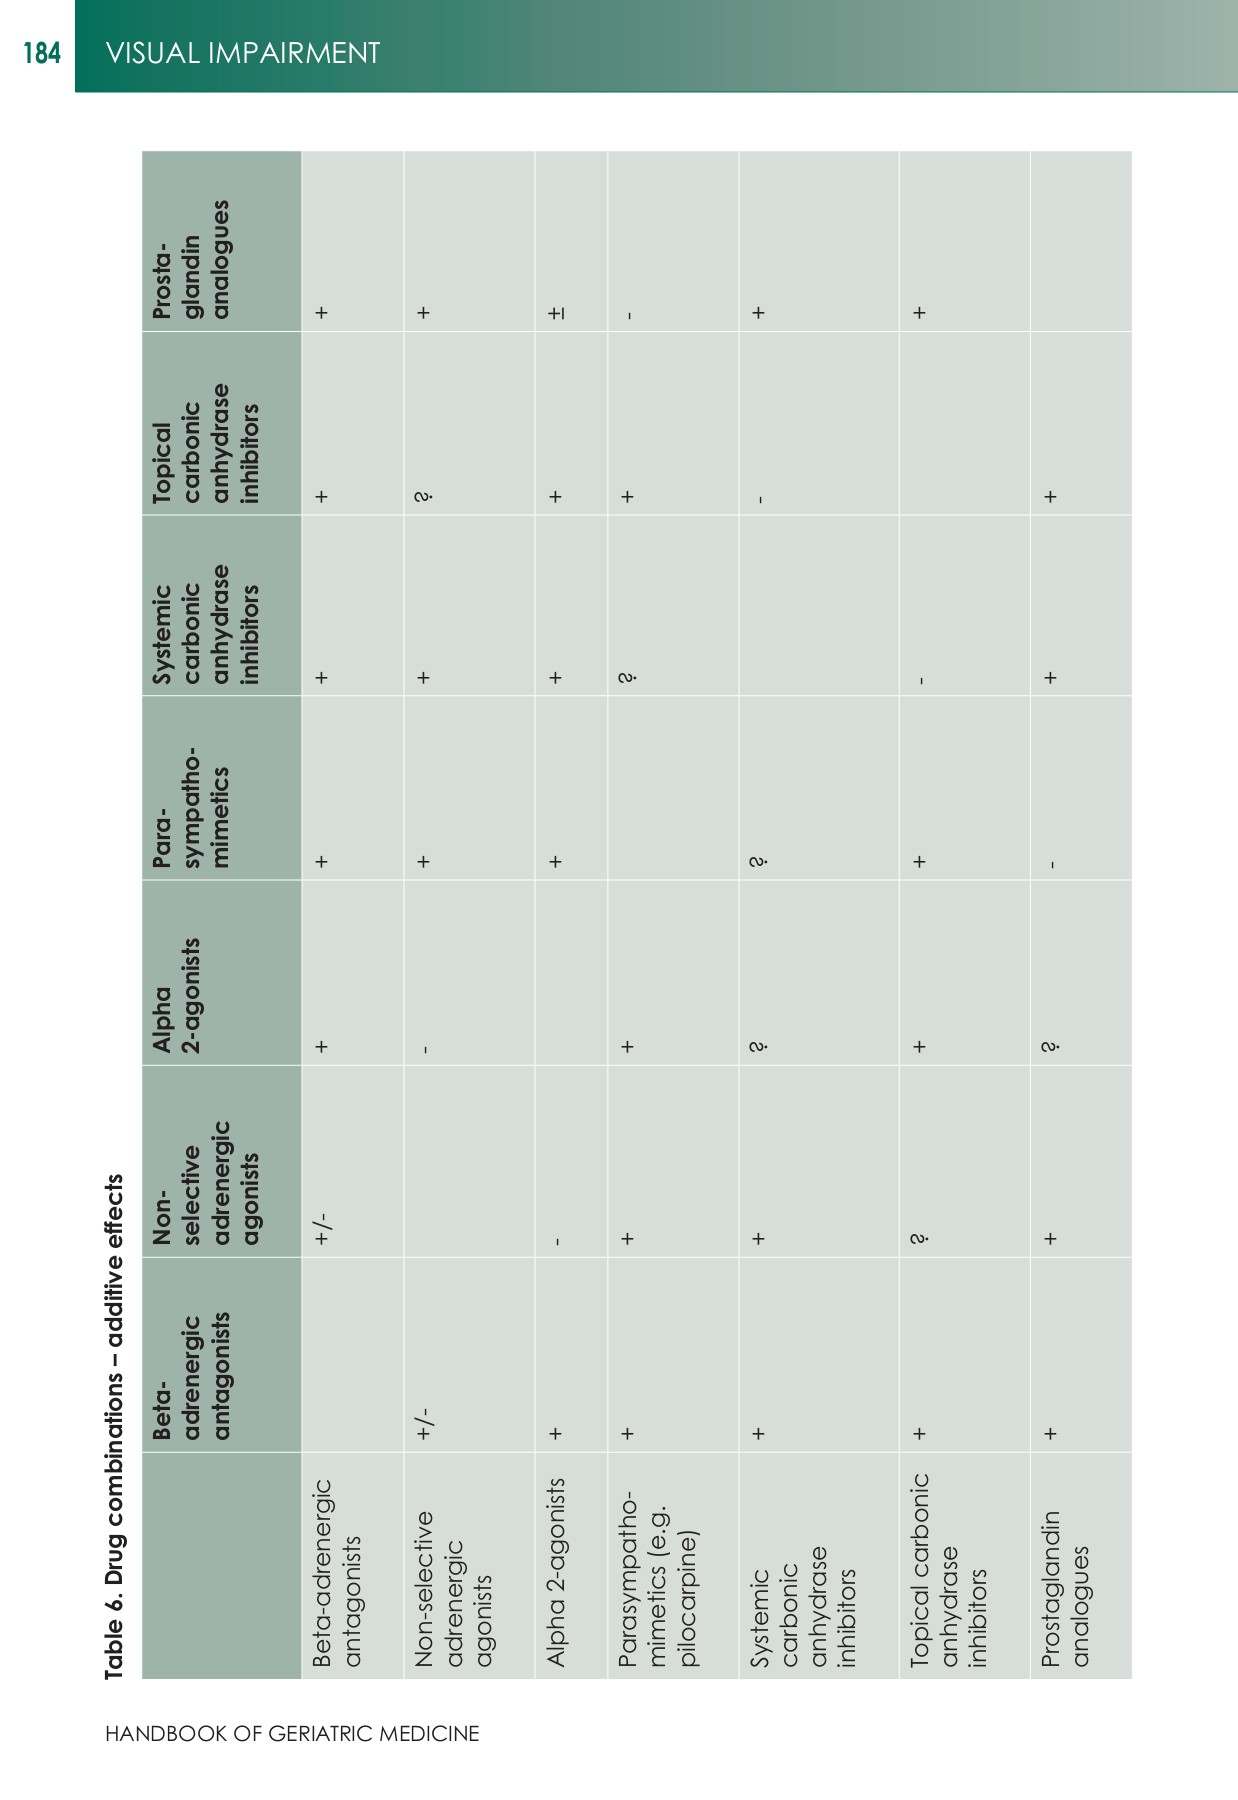 184
VISUAL IMPAIRMENT
Table 6. Drug combinations – additive effects
Beta-
adrenergic
antagonists
Non-
selective
adrenergic
agonists
Alpha
2-agonists
Para-
sympatho-
mimetics
Systemic
carbonic
anhydrase
inhibitors
Topical
carbonic
anhydrase
inhibitors
Prosta-
glandin
analogues
Beta-adrenergic
antagonists
+/-
+
+
+
+
+
Non-selective
adrenergic
agonists
+/-
-
+
+
?
+
Alpha 2-agonists
+
-
+
+
+
±
Parasympatho-
mimetics (e.g.
pilocarpine)
+
+
+
?
+
-
Systemic
carbonic
anhydrase
inhibitors
+
+
?
?
-
+
Topical carbonic
anhydrase
inhibitors
+
?
+
+
-
+
Prostaglandin
analogues
+
+
?
-
+
+
HANDBOOK OF GERIATRIC MEDICINE